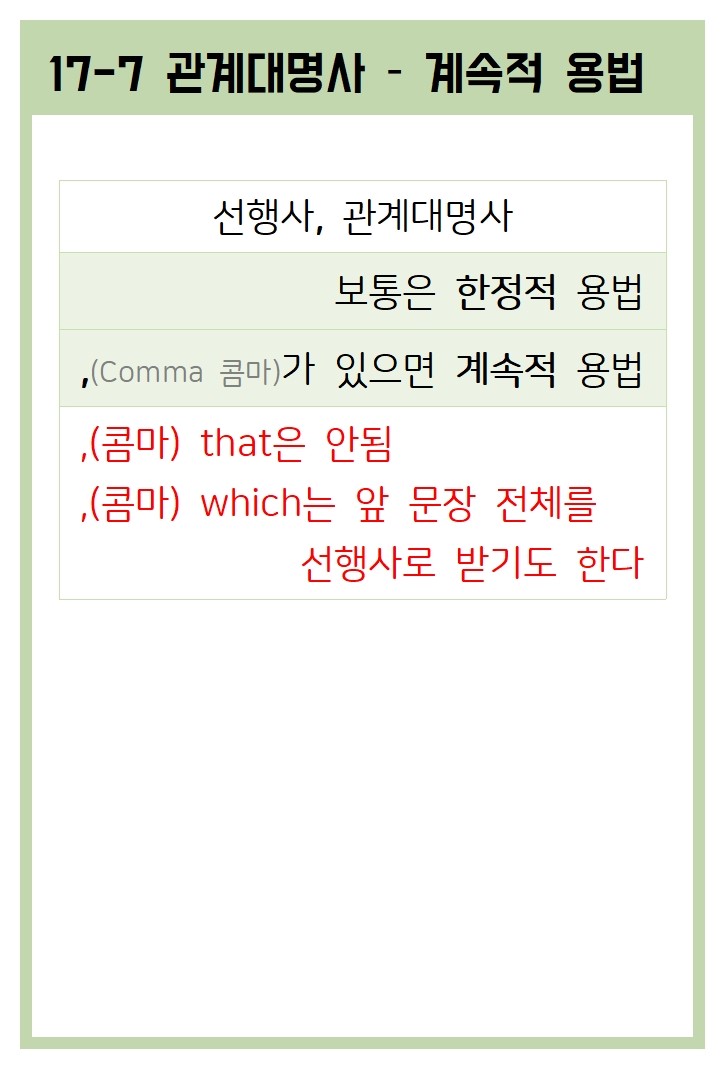 17-7 관계대명사 - 계속적 용법
선행사, 관계대명사
보통은 한정적 용법
,(Comma 콤마)가 있으면 계속적 용법
,(콤마) that은 안됨
,(콤마) which는 앞 문장 전체를
선행사로 받기도 한다